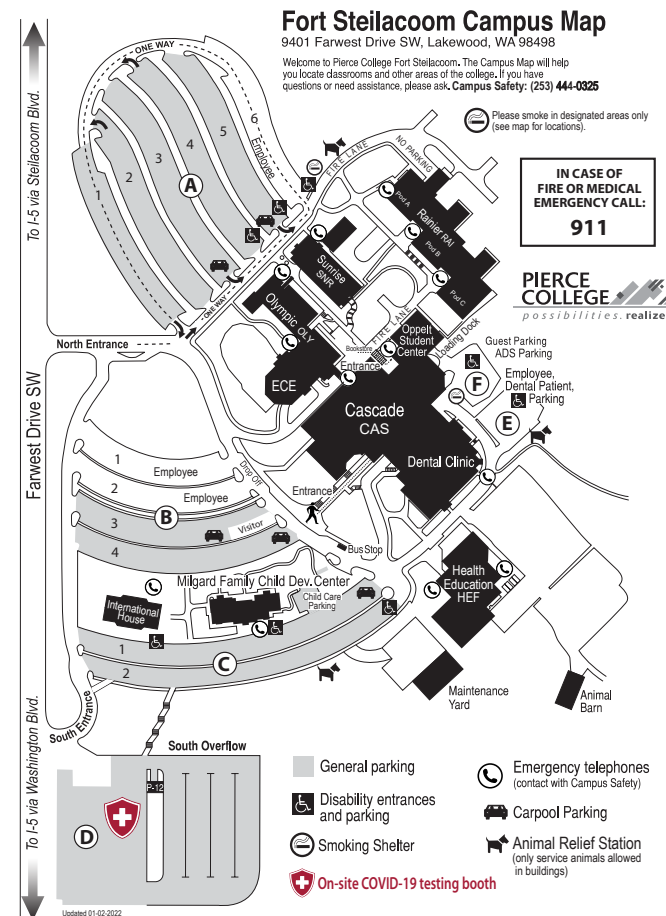 Fort Steilacoom Campus Map
9401 Farwest Drive SW, Lakewood, WA 98498
Welcome to Pierce College Fort Steilacoom. The Campus Map will help
you locate classrooms and other areas of the college. If you have
questions or need assistance, please ask. Campus Safety: (253) 444-0325
Please smoke in designated areas only
(see map for locations).
IN CASE OF
FIRE OR MEDICAL
EMERGENCY CALL:
911
PIERCE
COLLEGE
possibilities. realized
To I-5 via Steilacoom Blvd.
ONE WAY
1
2
3
4
5
6
Employee
A
ONE WAY
FIRE LANE
NO PARKING
Pod A
Rainier RAI
Pod B
Pod C
Sunrise
SNR
Olympic OLY
FIRE LANE
Bookstore
Oppelt
Student
Center
Loading Dock
Entrance
ECE
Cascade
CAS
Dental Clinic
Guest Parking
ADS Parking
F
Employee,
Dental Patient,
Parking
E
North Entrance
Farwest Drive SW
1
Employee
2
Employee
B
3
Visitor
4
Drop Off
Entrance
Bus Stop
Milgard Family Child Dev. Center
Child Care
Parking
International
House
Health
Education
HEF
1
C
2
Maintenance
Yard
Animal
Barn
South Entrance
To I-5 via Washington Blvd.
South Overflow
P-12
D
General parking
Disability entrances
and parking
Smoking Shelter
On-site COVID-19 testing booth
Emergency telephones
(contact with Campus Safety)
Carpool Parking
Animal Relief Station
(only service animals allowed
in buildings)
Updated 01-02-2022